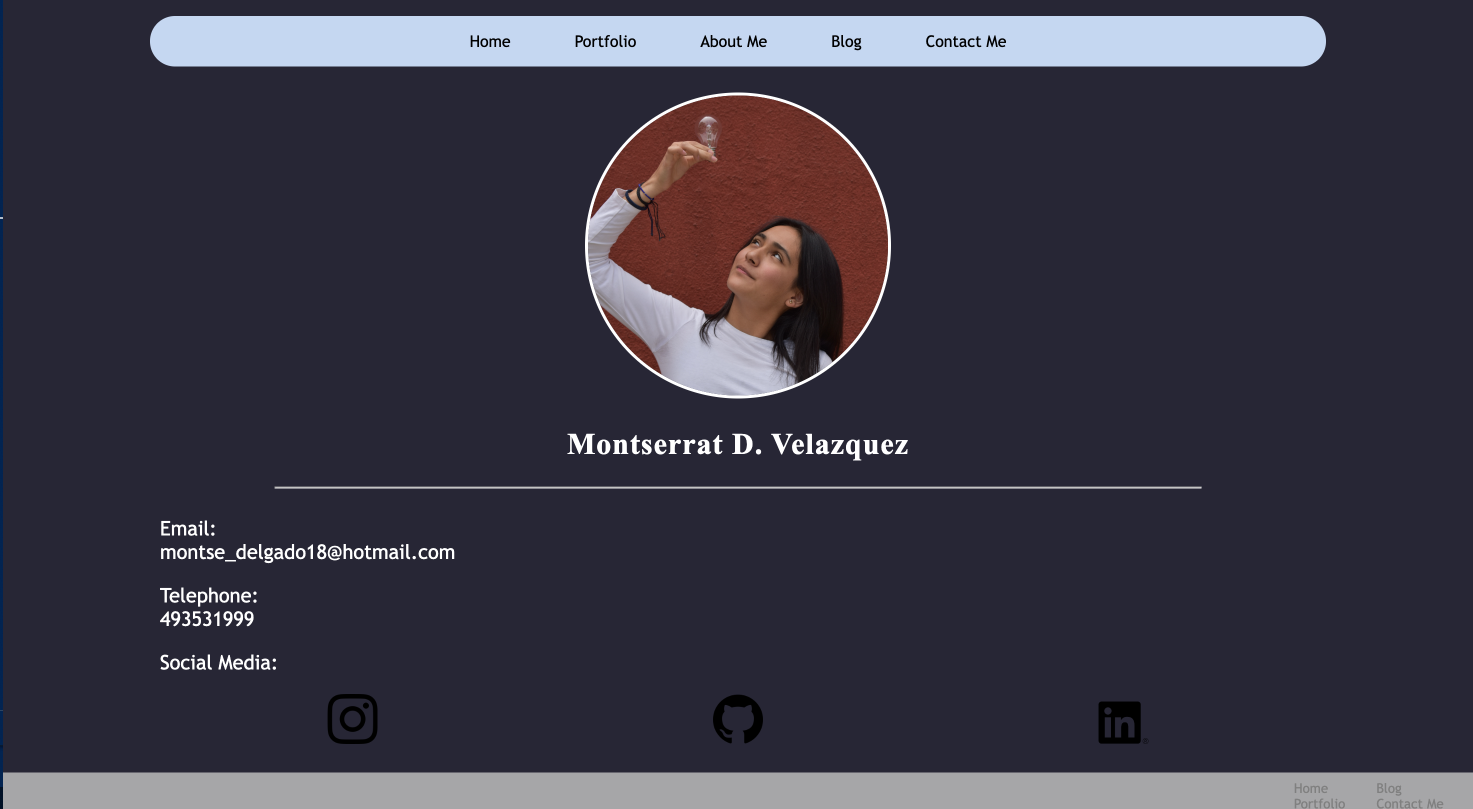 Home Portfolio About Me Blog Contact Me
Montserrat D. Velazquez
Email:
montse_delgado18@hotmail.com
Telephone:
493531999
Social Media:
in
Home Blog
Portfolio Contact Me